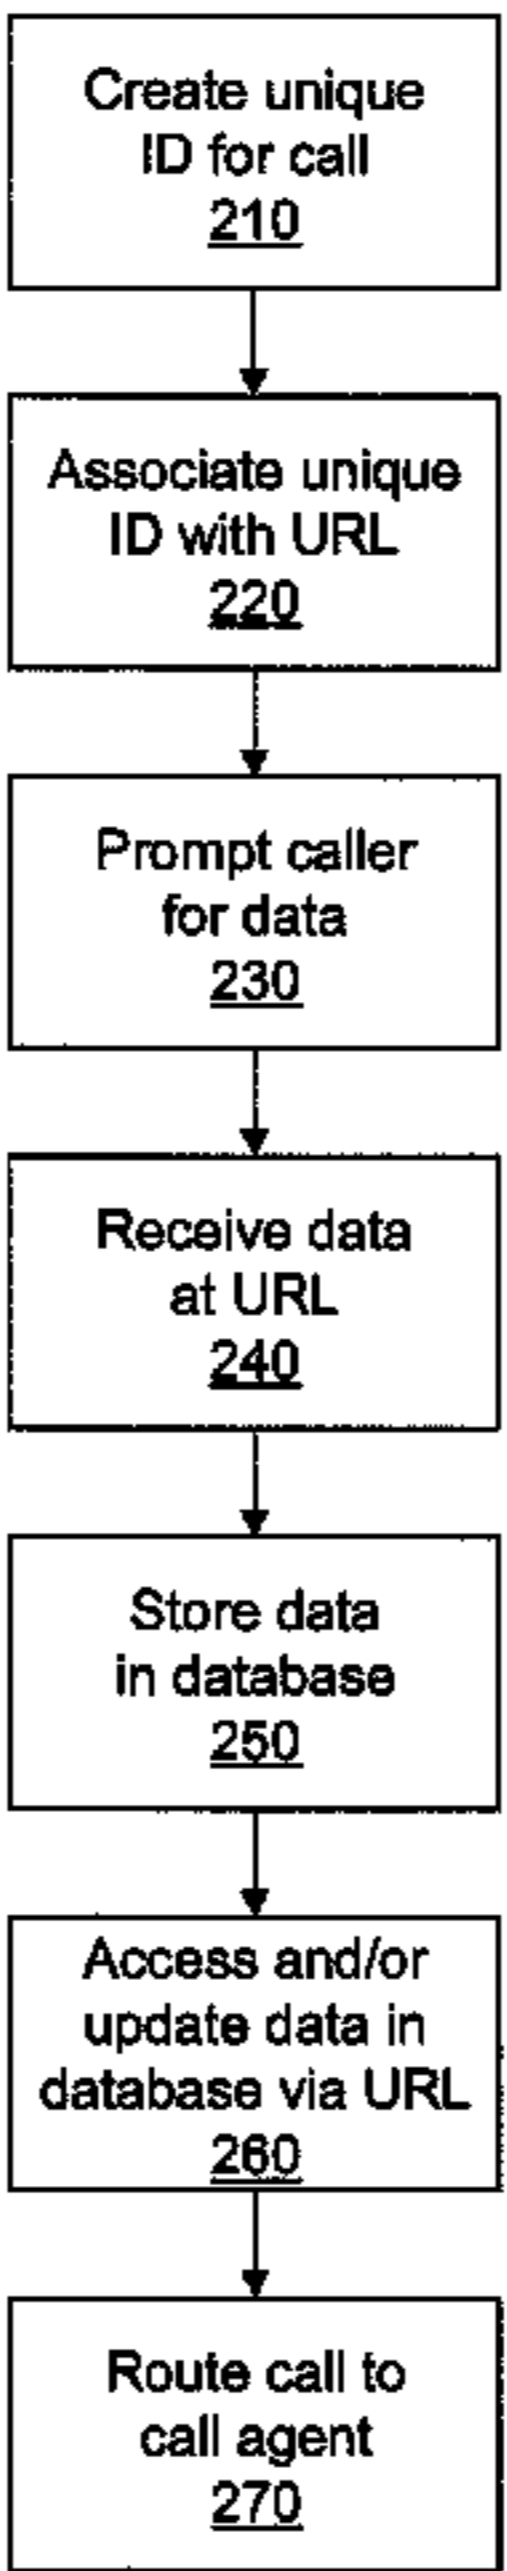 Create unique
ID for call
210
Associate unique
ID with URL
220
Prompt caller
for data
230
Receive data
at URL
240
Store data
in database
250
Access and/or
update data in
database via URL
260
Route call to
call agent
270